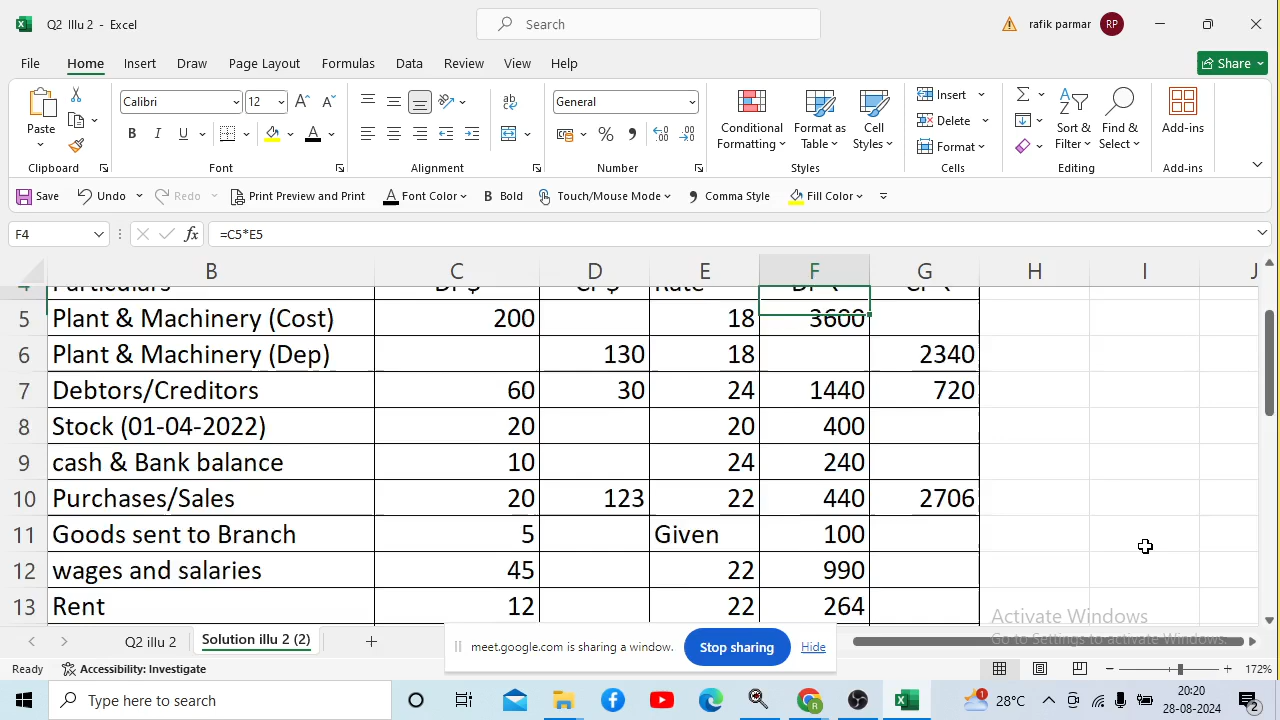 Q2 Illu 2 - Excel
Search
rafik parmar
RP
File Home Insert Draw Page Layout Formulas Data Review View Help
Share
Paste
Calibri 12
General
Conditional Formatting
Format as Table
Cell Styles
Insert
Delete
Format
Sort & Filter
Find & Select
Add-ins
Clipboard Font Alignment Number Styles Cells Editing Add-ins
Save Undo Redo Print Preview and Print Font Color B Bold Touch/Mouse Mode Comma Style Fill Color
F4 fx =C5*E5
B C D E F G H I J
4 Particulars Rate
5 Plant & Machinery (Cost) 200 18 3600
6 Plant & Machinery (Dep) 130 18 2340
7 Debtors/Creditors 60 30 24 1440 720
8 Stock (01-04-2022) 20 20 400
9 cash & Bank balance 10 24 240
10 Purchases/Sales 20 123 22 440 2706
11 Goods sent to Branch 5 Given 100
12 wages and salaries 45 22 990
13 Rent 12 22 264
Activate Windows
Go to Settings to activate Windows.
Q2 illu 2 Solution illu 2 (2)
meet.google.com is sharing a window. Stop sharing Hide
Ready Accessibility: Investigate 172%
Type here to search
1 28°C
20:20
28-08-2024
2